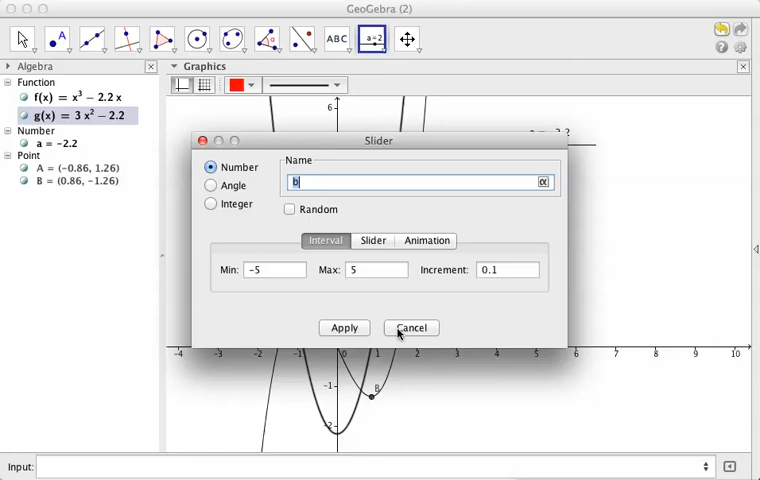 GeoGebra (2)
ABC
a=2
Algebra
Graphics
Function
f(x) = x³ − 2.2 x
g(x) = 3 x² − 2.2
Number
a = −2.2
Point
A = (−0.86, 1.26)
B = (0.86, −1.26)
6
Slider
Number
Angle
Integer
Name
b
α
Random
Interval
Slider
Animation
Min:
−5
Max:
5
Increment:
0.1
Apply
Cancel
−4
−3
−2
−1
0
1
2
3
4
5
6
7
8
9
10
−1
B
−2
Input: